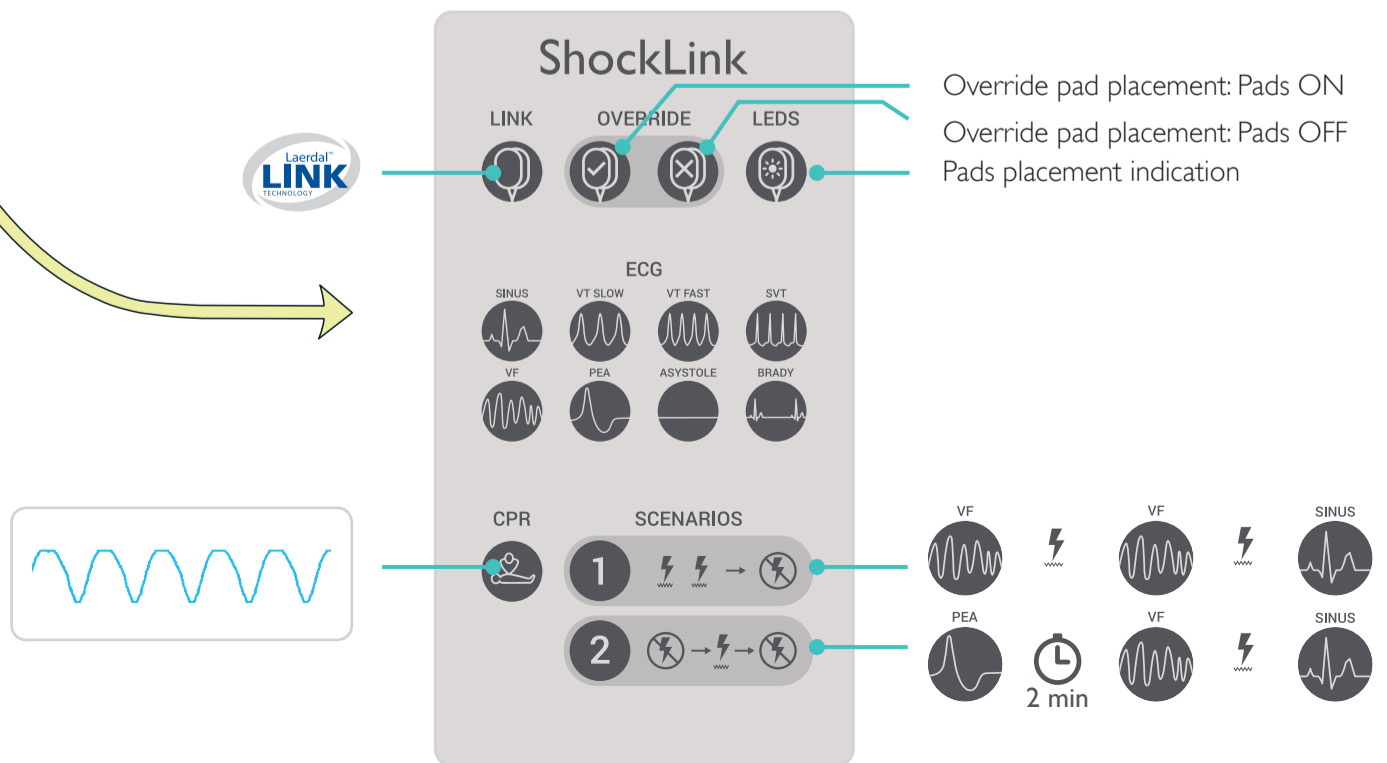 ShockLink
LINK OVERRIDE LEDS
Override pad placement: Pads ON
Override pad placement: Pads OFF
Pads placement indication
Laerdal™
LINK
TECHNOLOGY
ECG
SINUS VT SLOW VT FAST SVT
VF PEA ASYSTOLE BRADY
CPR SCENARIOS
1
2
VF VF SINUS
PEA VF SINUS
2 min